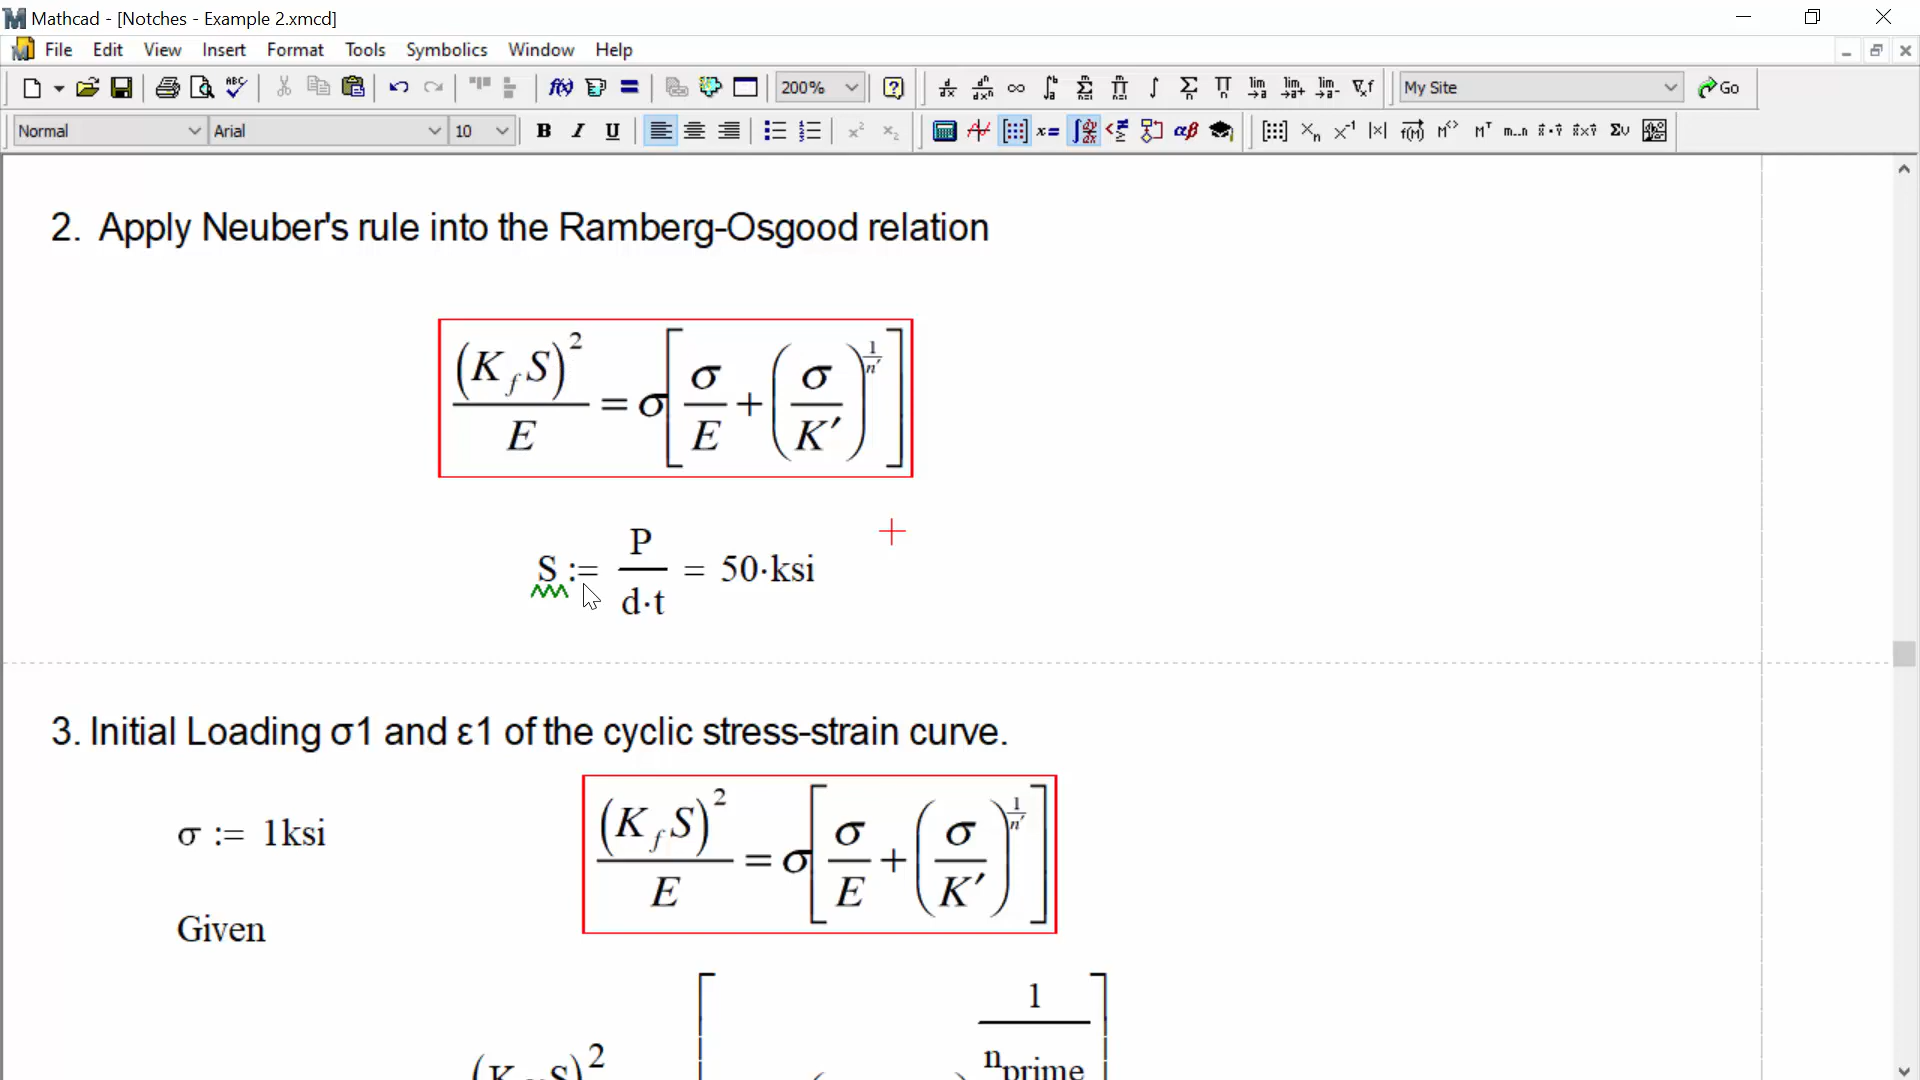 Mathcad - [Notches - Example 2.xmcd]
File Edit View Insert Format Tools Symbolics Window Help
200% My Site Go
Normal Arial 10 B I U
2. Apply Neuber's rule into the Ramberg-Osgood relation
(K_f S)^2 / E = σ[σ/E + (σ/K′)^(1/n′)]
S := P/(d·t) = 50·ksi
3. Initial Loading σ1 and ε1 of the cyclic stress-strain curve.
σ := 1ksi
(K_f S)^2 / E = σ[σ/E + (σ/K′)^(1/n′)]
Given
1
n_prime
2